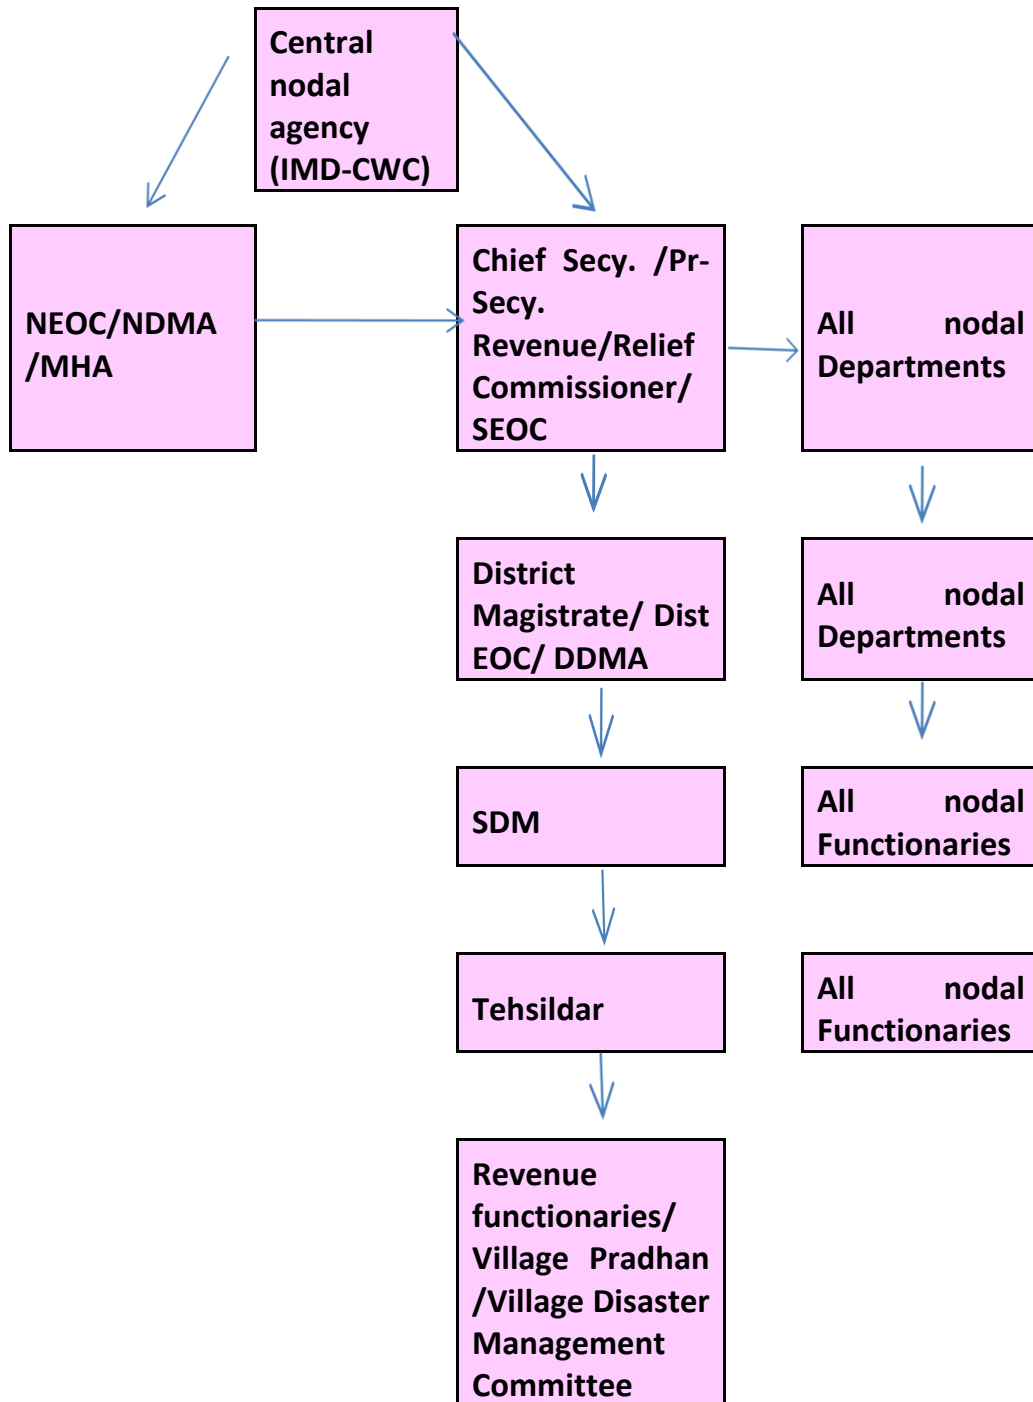 Central
nodal
agency
(IMD-CWC)
NEOC/NDMA
/MHA
Chief Secy. /Pr-
Secy.
Revenue/Relief
Commissioner/
SEOC
All nodal
Departments
District
Magistrate/ Dist
EOC/ DDMA
All nodal
Departments
SDM
All nodal
Functionaries
Tehsildar
All nodal
Functionaries
Revenue
functionaries/
Village Pradhan
/Village Disaster
Management
Committee